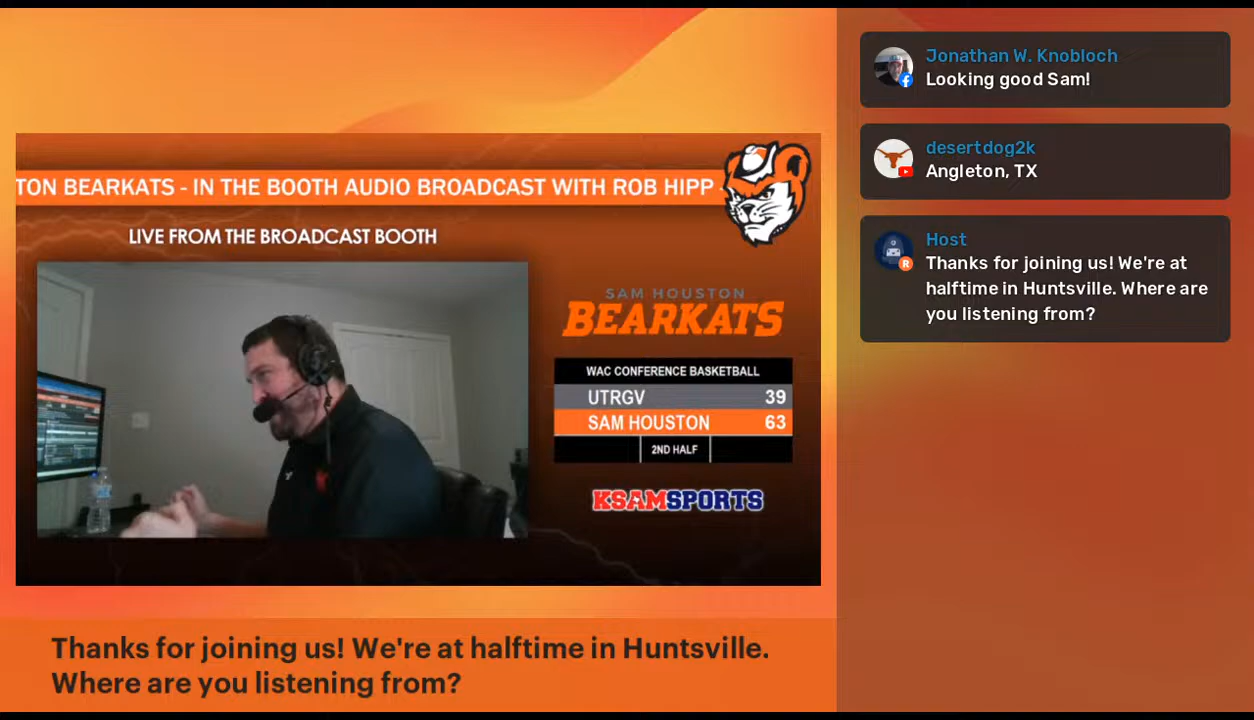 TON BEARKATS - IN THE BOOTH AUDIO BROADCAST WITH ROB HIPP -
LIVE FROM THE BROADCAST BOOTH
SAM HOUSTON
BEARKATS
WAC CONFERENCE BASKETBALL
UTRGV 39
SAM HOUSTON 63
2ND HALF
KSAMSPORTS
Thanks for joining us! We're at halftime in Huntsville.
Where are you listening from?
Jonathan W. Knobloch
Looking good Sam!
desertdog2k
Angleton, TX
Host
Thanks for joining us! We're at
halftime in Huntsville. Where are
you listening from?